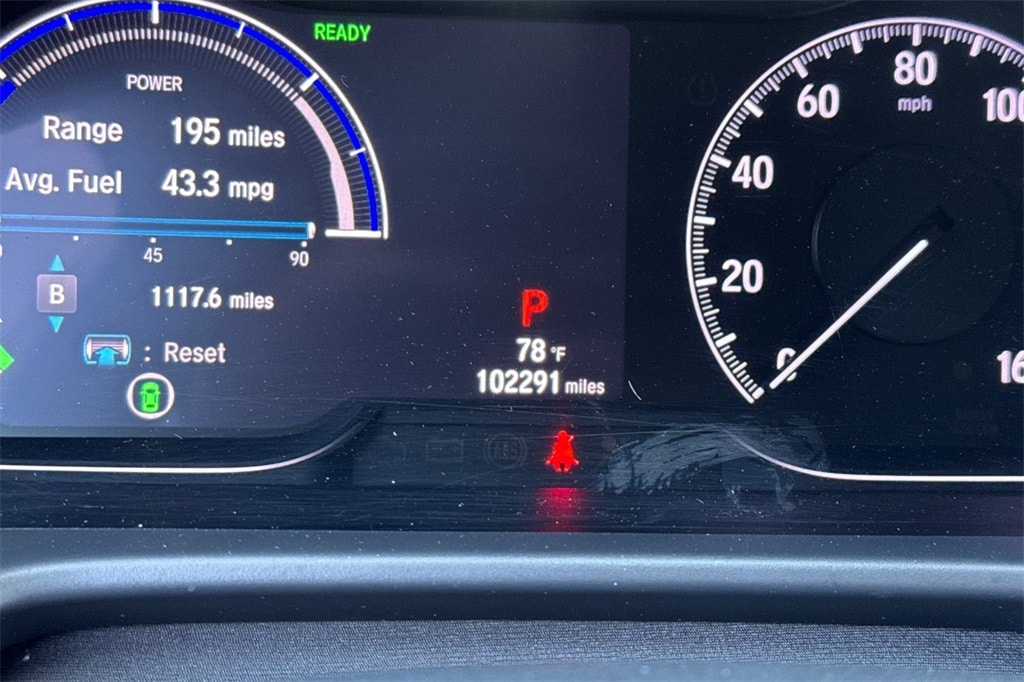 READY
POWER
Range 195 miles
Avg. Fuel 43.3 mpg
45 90
B 1117.6 miles
: Reset
P
78 °F
102291 miles
80
mph
60
100
40
20
0